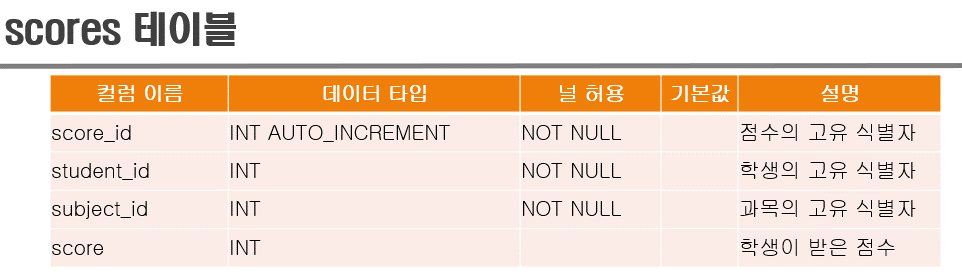 scores 테이블
컬럼 이름 데이터 타입 널 허용 기본값 설명
score_id INT AUTO_INCREMENT NOT NULL 점수의 고유 식별자
student_id INT NOT NULL 학생의 고유 식별자
subject_id INT NOT NULL 과목의 고유 식별자
score INT 학생이 받은 점수